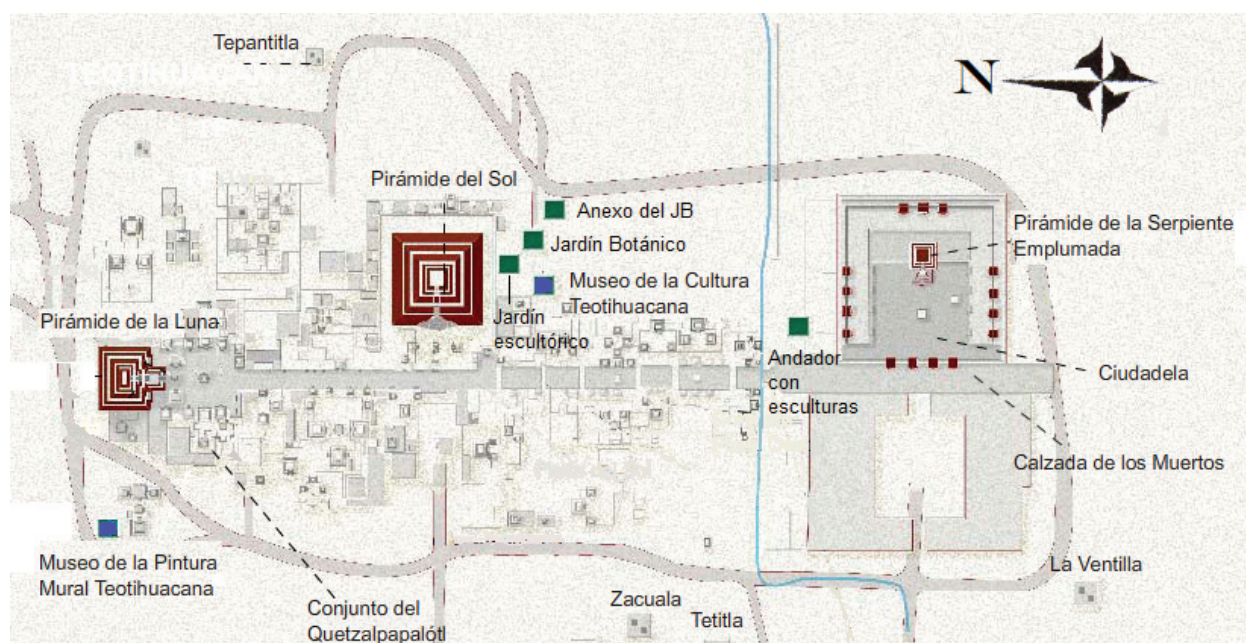 Tepantitla
TEOTIHUACAN
N
Pirámide del Sol
Anexo del JB
Jardín Botánico
Museo de la Cultura
Teotihuacana
Jardín
escultórico
Pirámide de la Serpiente
Emplumada
Pirámide de la Luna
Andador
con
esculturas
Ciudadela
Calzada de los Muertos
Museo de la Pintura
Mural Teotihuacana
Conjunto del
Quetzalpapalótl
Zacuala
Tetitla
La Ventilla